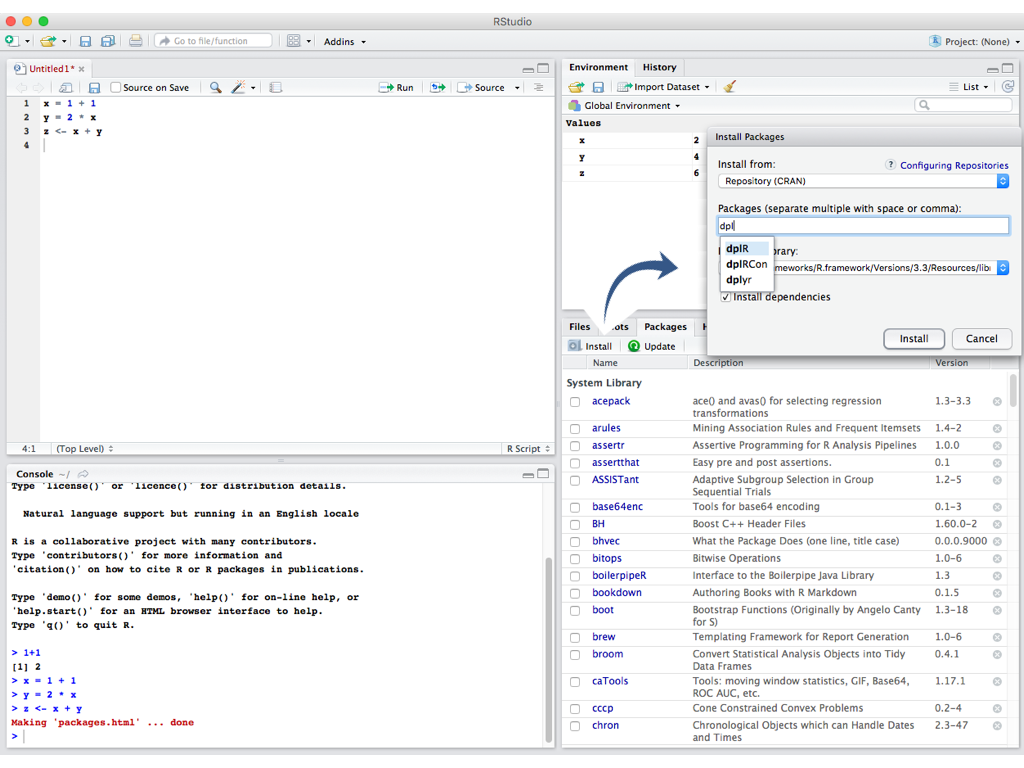 RStudio
Go to file/function
Addins
Project: (None)
Untitled1*
Source on Save
Run
Source
1 x = 1 + 1
2 y = 2 * x
3 z <- x + y
4
4:1 (Top Level) R Script
Console ~/
Type 'license()' or 'licence()' for distribution details.
Natural language support but running in an English locale
R is a collaborative project with many contributors.
Type 'contributors()' for more information and
'citation()' on how to cite R or R packages in publications.
Type 'demo()' for some demos, 'help()' for on-line help, or
'help.start()' for an HTML browser interface to help.
Type 'q()' to quit R.
> 1+1
[1] 2
> x = 1 + 1
> y = 2 * x
> z <- x + y
Making 'packages.html' ... done
>
Environment History
Import Dataset
List
Global Environment
Values
x 2
y 4
z 6
Install Packages
Install from:
? Configuring Repositories
Repository (CRAN)
Packages (separate multiple with space or comma):
dpl
dplR
dplRCon
dplyr
rary:
meworks/R.framework/Versions/3.3/Resources/libr
Install dependencies
Install Cancel
Files ots Packages H
Install Update
Name Description Version
System Library
acepack ace() and avas() for selecting regression transformations 1.3-3.3
arules Mining Association Rules and Frequent Itemsets 1.4-2
assertr Assertive Programming for R Analysis Pipelines 1.0.0
assertthat Easy pre and post assertions. 0.1
ASSISTant Adaptive Subgroup Selection in Group Sequential Trials 1.2-5
base64enc Tools for base64 encoding 0.1-3
BH Boost C++ Header Files 1.60.0-2
bhvec What the Package Does (one line, title case) 0.0.0.9000
bitops Bitwise Operations 1.0-6
boilerpipeR Interface to the Boilerpipe Java Library 1.3
bookdown Authoring Books with R Markdown 0.1.5
boot Bootstrap Functions (Originally by Angelo Canty for S) 1.3-18
brew Templating Framework for Report Generation 1.0-6
broom Convert Statistical Analysis Objects into Tidy Data Frames 0.4.1
caTools Tools: moving window statistics, GIF, Base64, ROC AUC, etc. 1.17.1
cccp Cone Constrained Convex Problems 0.2-4
chron Chronological Objects which can Handle Dates and Times 2.3-47